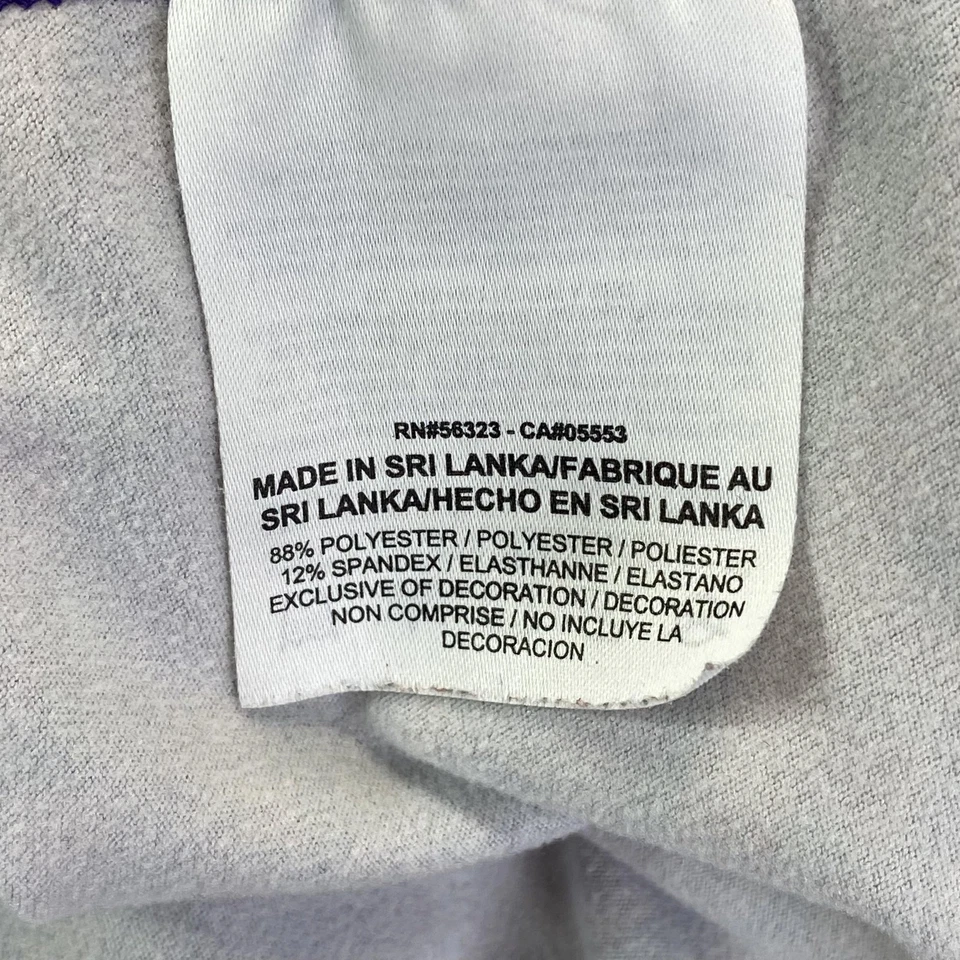 RN#56323 - CA#05553
MADE IN SRI LANKA/FABRIQUE AU
SRI LANKA/HECHO EN SRI LANKA
88% POLYESTER / POLYESTER / POLIESTER
12% SPANDEX / ELASTHANNE / ELASTANO
EXCLUSIVE OF DECORATION / DECORATION
NON COMPRISE / NO INCLUYE LA
DECORACION